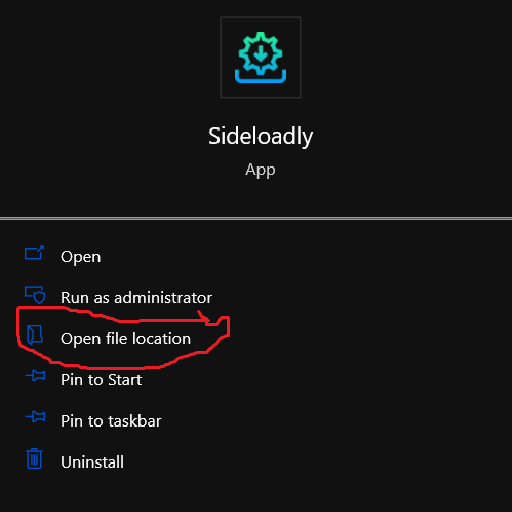 Sideloadly
App
Open
Run as administrator
Open file location
Pin to Start
Pin to taskbar
Uninstall